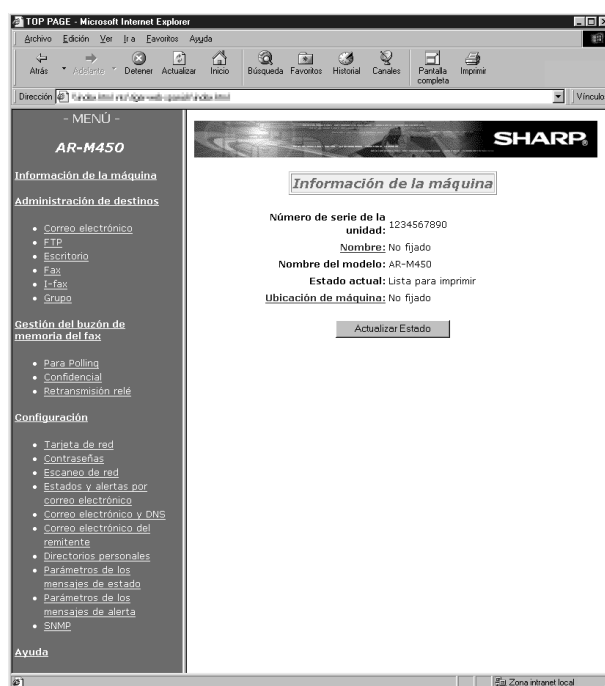 TOP PAGE - Microsoft Internet Explorer
Archivo Edición Ver Ir a Favoritos Ayuda
Atrás Adelante Detener Actualizar Inicio Búsqueda Favoritos Historial Canales Pantalla completa Imprimir
Dirección
Vínculo
- MENÚ -
AR-M450
Información de la máquina
Administración de destinos
Correo electrónico
FTP
Escritorio
Fax
I-fax
Grupo
Gestión del buzón de
memoria del fax
Para Polling
Confidencial
Retransmisión relé
Configuración
Tarjeta de red
Contraseñas
Escaneo de red
Estados y alertas por
correo electrónico
Correo electrónico y DNS
Correo electrónico del
remitente
Directorios personales
Parámetros de los
mensajes de estado
Parámetros de los
mensajes de alerta
SNMP
Ayuda
SHARP®
Información de la máquina
Número de serie de la
unidad: 1234567890
Nombre: No fijado
Nombre del modelo: AR-M450
Estado actual: Lista para imprimir
Ubicación de máquina: No fijado
Actualizar Estado
Zona intranet local